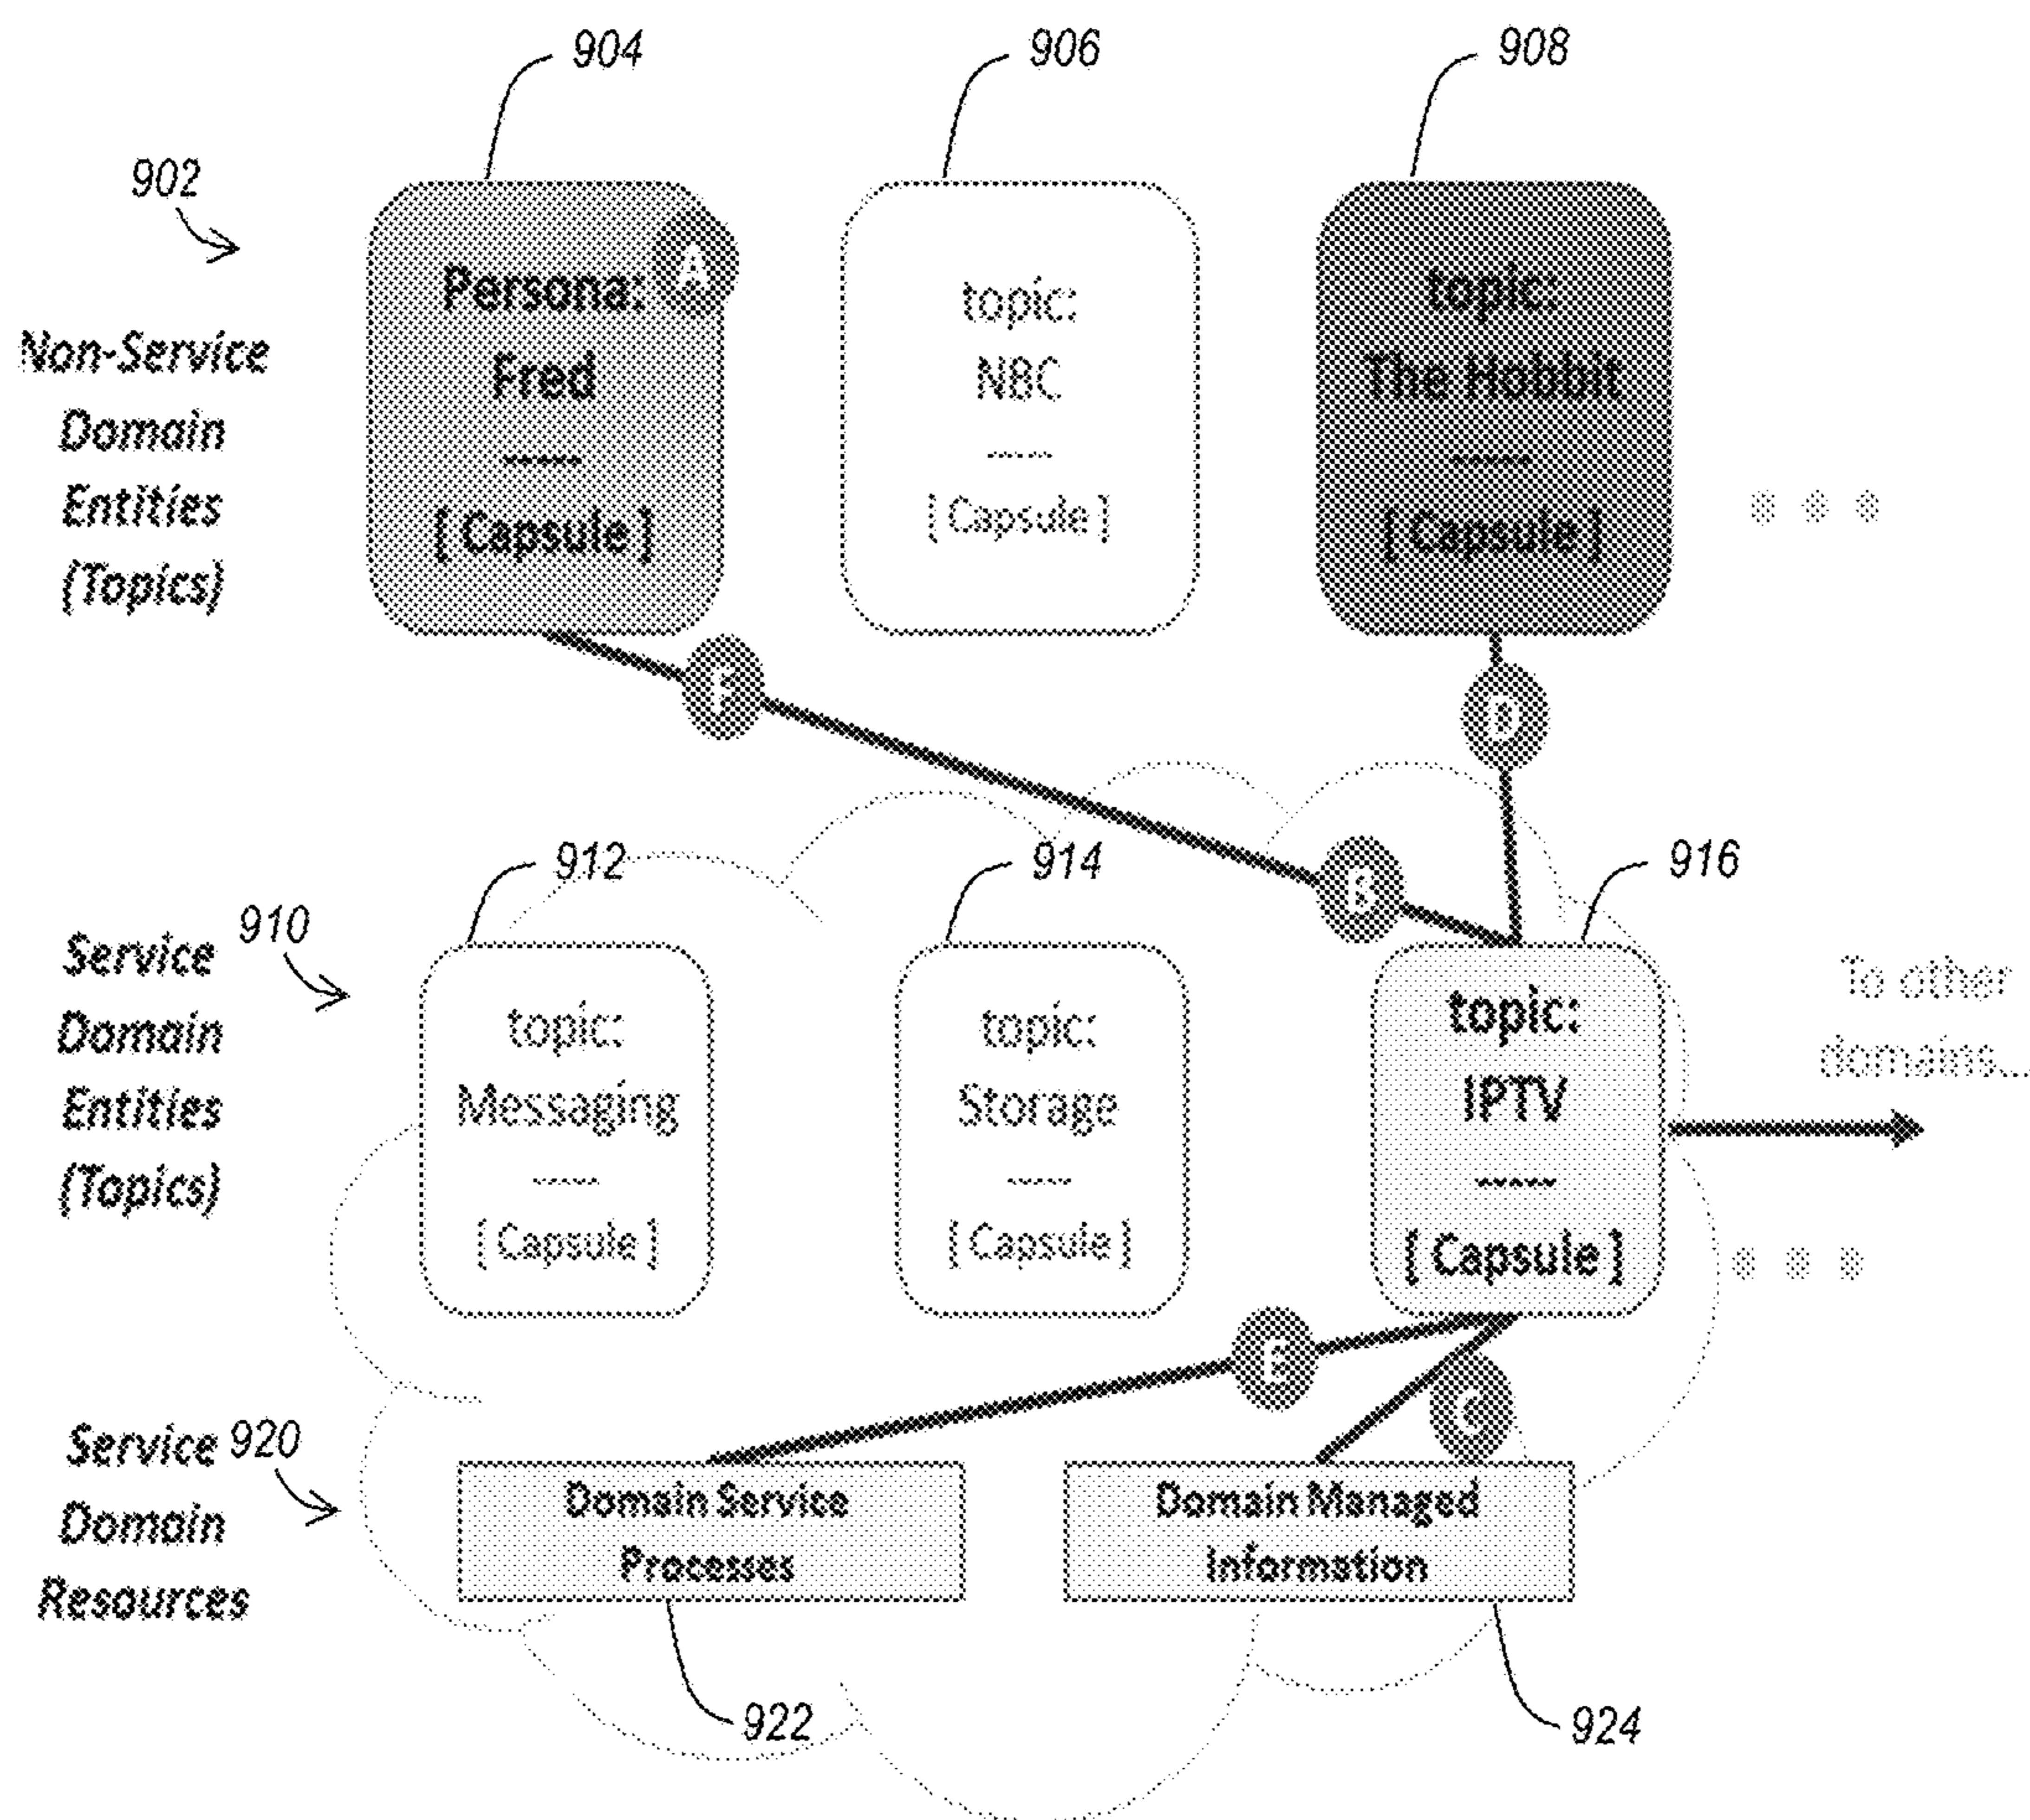 904
906
908
902
Non-Service
Domain
Entities
(Topics)
Persona:
Fred
-----
[ Capsule ]
A
topic:
NBC
-----
[ Capsule ]
topic:
The Hobbit
-----
[ Capsule ]
F
D
B
912
914
916
Service
Domain
Entities
(Topics)
910
topic:
Messaging
-----
[ Capsule ]
topic:
Storage
-----
[ Capsule ]
topic:
IPTV
-----
[ Capsule ]
To other
domains...
E
C
Service
Domain
Resources
920
Domain Service
Processes
Domain Managed
Information
922
924